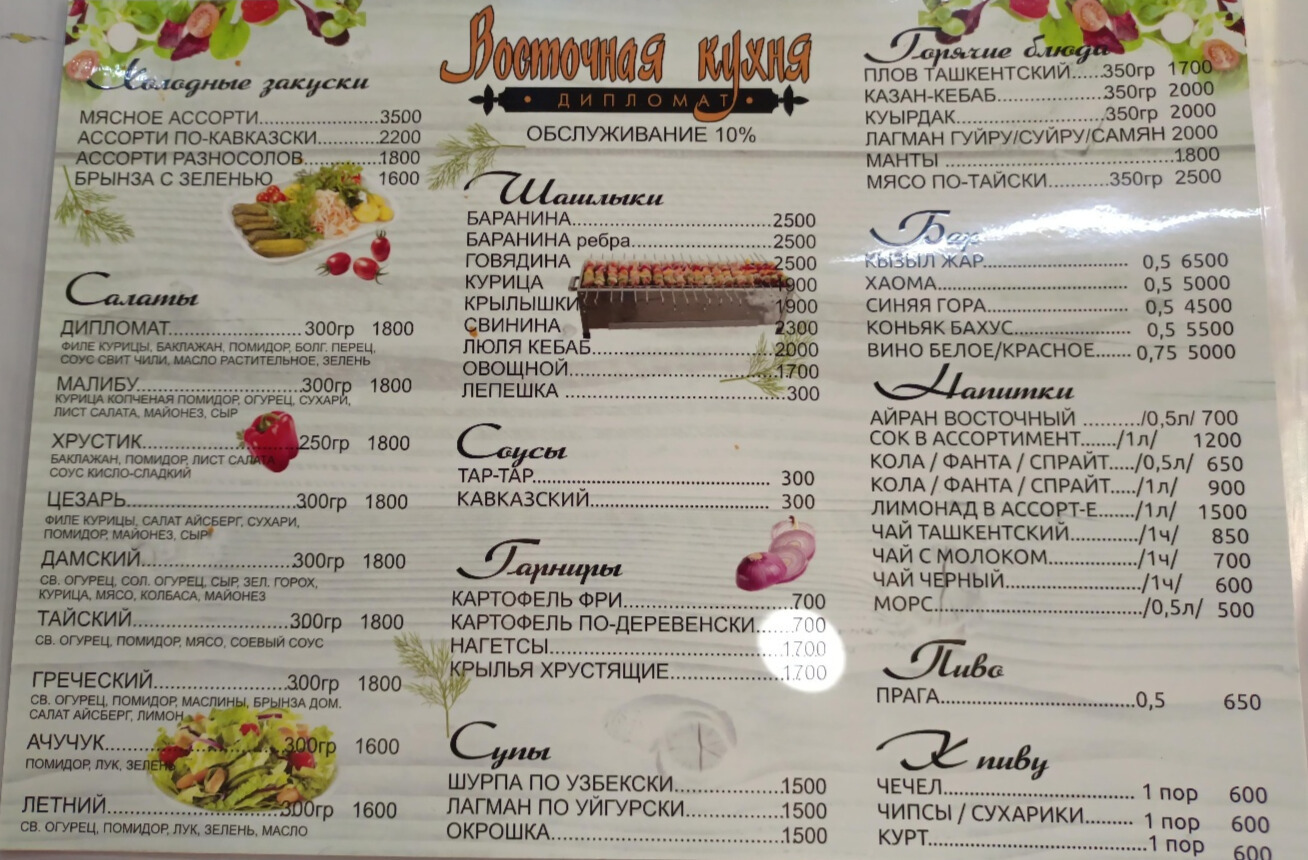 Холодные закуски
МЯСНОЕ АССОРТИ.....................3500
АССОРТИ ПО-КАВКАЗСКИ.........2200
АССОРТИ РАЗНОСОЛОВ...........1800
БРЫНЗА С ЗЕЛЕНЬЮ 1600
Салаты
ДИПЛОМАТ....................300гр 1800
ФИЛЕ КУРИЦЫ, БАКЛАЖАН, ПОМИДОР, БОЛГ. ПЕРЕЦ,
СОУС СВИТ ЧИЛИ, МАСЛО РАСТИТЕЛЬНОЕ, ЗЕЛЕНЬ
МАЛИБУ........................300гр 1800
КУРИЦА КОПЧЕНАЯ ПОМИДОР, ОГУРЕЦ, СУХАРИ,
ЛИСТ САЛАТА, МАЙОНЕЗ, СЫР
ХРУСТИК.......................250гр 1800
БАКЛАЖАН, ПОМИДОР, ЛИСТ САЛАТА
СОУС КИСЛО-СЛАДКИЙ
ЦЕЗАРЬ.........................300гр 1800
ФИЛЕ КУРИЦЫ, САЛАТ АЙСБЕРГ, СУХАРИ,
ПОМИДОР, МАЙОНЕЗ, СЫР
ДАМСКИЙ......................300гр 1800
СВ. ОГУРЕЦ, СОЛ. ОГУРЕЦ, СЫР, ЗЕЛ. ГОРОХ,
КУРИЦА, МЯСО, КОЛБАСА, МАЙОНЕЗ
ТАЙСКИЙ.......................300гр 1800
СВ. ОГУРЕЦ, ПОМИДОР, МЯСО, СОЕВЫЙ СОУС
ГРЕЧЕСКИЙ...................300гр 1800
СВ. ОГУРЕЦ, ПОМИДОР, МАСЛИНЫ, БРЫНЗА ДОМ.
САЛАТ АЙСБЕРГ, ЛИМОН
АЧУЧУК..........................300гр 1600
ПОМИДОР, ЛУК, ЗЕЛЕНЬ
ЛЕТНИЙ.........................300гр 1600
СВ. ОГУРЕЦ, ПОМИДОР, ЛУК, ЗЕЛЕНЬ, МАСЛО
Восточная кухня
• ДИПЛОМАТ •
ОБСЛУЖИВАНИЕ 10%
Шашлыки
БАРАНИНА.............................2500
БАРАНИНА ребра....................2500
ГОВЯДИНА 2500
КУРИЦА 1900
КРЫЛЫШКИ 1900
СВИНИНА 2300
ЛЮЛЯ КЕБАБ..........................2000
ОВОЩНОЙ.............................1700
ЛЕПЕШКА ...............................300
Соусы
ТАР-ТАР.................................. 300
КАВКАЗСКИЙ......................... 300
Гарниры
КАРТОФЕЛЬ ФРИ.........................700
КАРТОФЕЛЬ ПО-ДЕРЕВЕНСКИ......700
НАГЕТСЫ...................................1700
КРЫЛЬЯ ХРУСТЯЩИЕ................1700
Супы
ШУРПА ПО УЗБЕКСКИ................1500
ЛАГМАН ПО УЙГУРСКИ..............1500
ОКРОШКА..................................1500
Горячие блюда
ПЛОВ ТАШКЕНТСКИЙ......350гр 1700
КАЗАН-КЕБАБ..................350гр 2000
КУЫРДАК.........................350гр 2000
ЛАГМАН ГУЙРУ/СУЙРУ/САМЯН 2000
МАНТЫ ....................................1800
МЯСО ПО-ТАЙСКИ..........350гр 2500
Бар
КЫЗЫЛ ЖАР........................ 0,5 6500
ХАОМА................................ 0,5 5000
СИНЯЯ ГОРА........................ 0,5 4500
КОНЬЯК БАХУС................... 0,5 5500
ВИНО БЕЛОЕ/КРАСНОЕ....... 0,75 5000
Напитки
АЙРАН ВОСТОЧНЫЙ ........../0,5л/ 700
СОК В АССОРТИМЕНТ......./1л/ 1200
КОЛА / ФАНТА / СПРАЙТ...../0,5л/ 650
КОЛА / ФАНТА / СПРАЙТ...../1л/ 900
ЛИМОНАД В АССОРТ-Е......./1л/ 1500
ЧАЙ ТАШКЕНТСКИЙ............/1ч/ 850
ЧАЙ С МОЛОКОМ................/1ч/ 700
ЧАЙ ЧЕРНЫЙ......................./1ч/ 600
МОРС..................................../0,5л/ 500
Пиво
ПРАГА..................................0,5 650
К пиву
ЧЕЧЕЛ.................................. 1 пор 600
ЧИПСЫ / СУХАРИКИ......... 1 пор 600
КУРТ.......................................1 пор 600